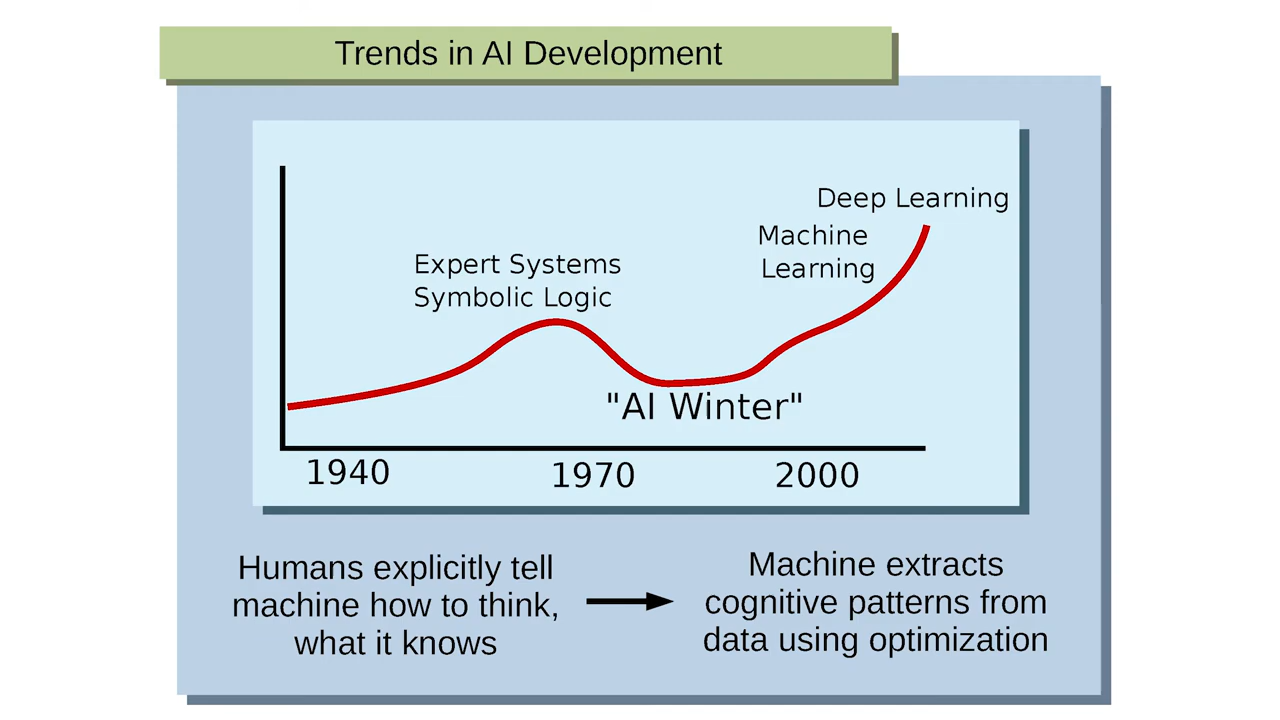 Trends in AI Development
Deep Learning
Machine
Learning
Expert Systems
Symbolic Logic
"AI Winter"
1940 1970 2000
Humans explicitly tell
machine how to think,
what it knows
Machine extracts
cognitive patterns from
data using optimization